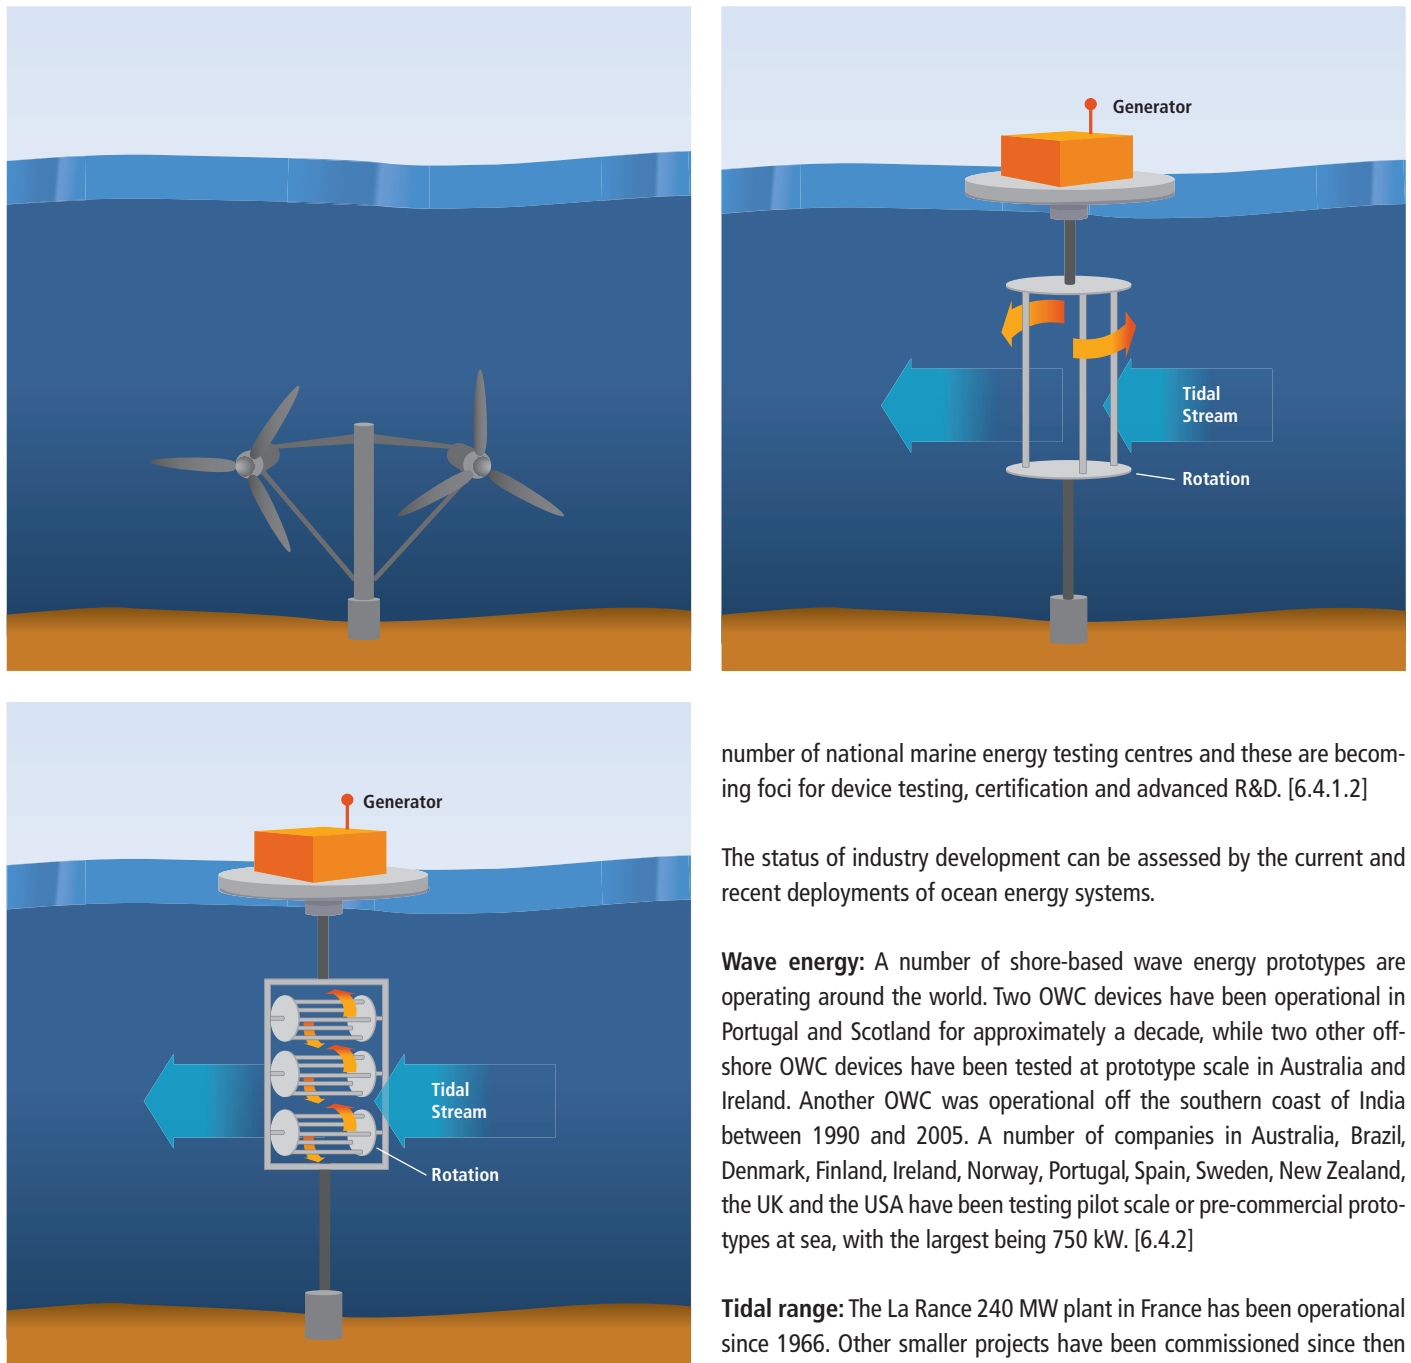 Generator
Tidal
Stream
Rotation
Generator
Tidal
Stream
Rotation
number of national marine energy testing centres and these are becom-
ing foci for device testing, certification and advanced R&D. [6.4.1.2]
The status of industry development can be assessed by the current and
recent deployments of ocean energy systems.
Wave energy: A number of shore-based wave energy prototypes are
operating around the world. Two OWC devices have been operational in
Portugal and Scotland for approximately a decade, while two other off-
shore OWC devices have been tested at prototype scale in Australia and
Ireland. Another OWC was operational off the southern coast of India
between 1990 and 2005. A number of companies in Australia, Brazil,
Denmark, Finland, Ireland, Norway, Portugal, Spain, Sweden, New Zealand,
the UK and the USA have been testing pilot scale or pre-commercial proto-
types at sea, with the largest being 750 kW. [6.4.2]
Tidal range: The La Rance 240 MW plant in France has been operational
since 1966. Other smaller projects have been commissioned since then